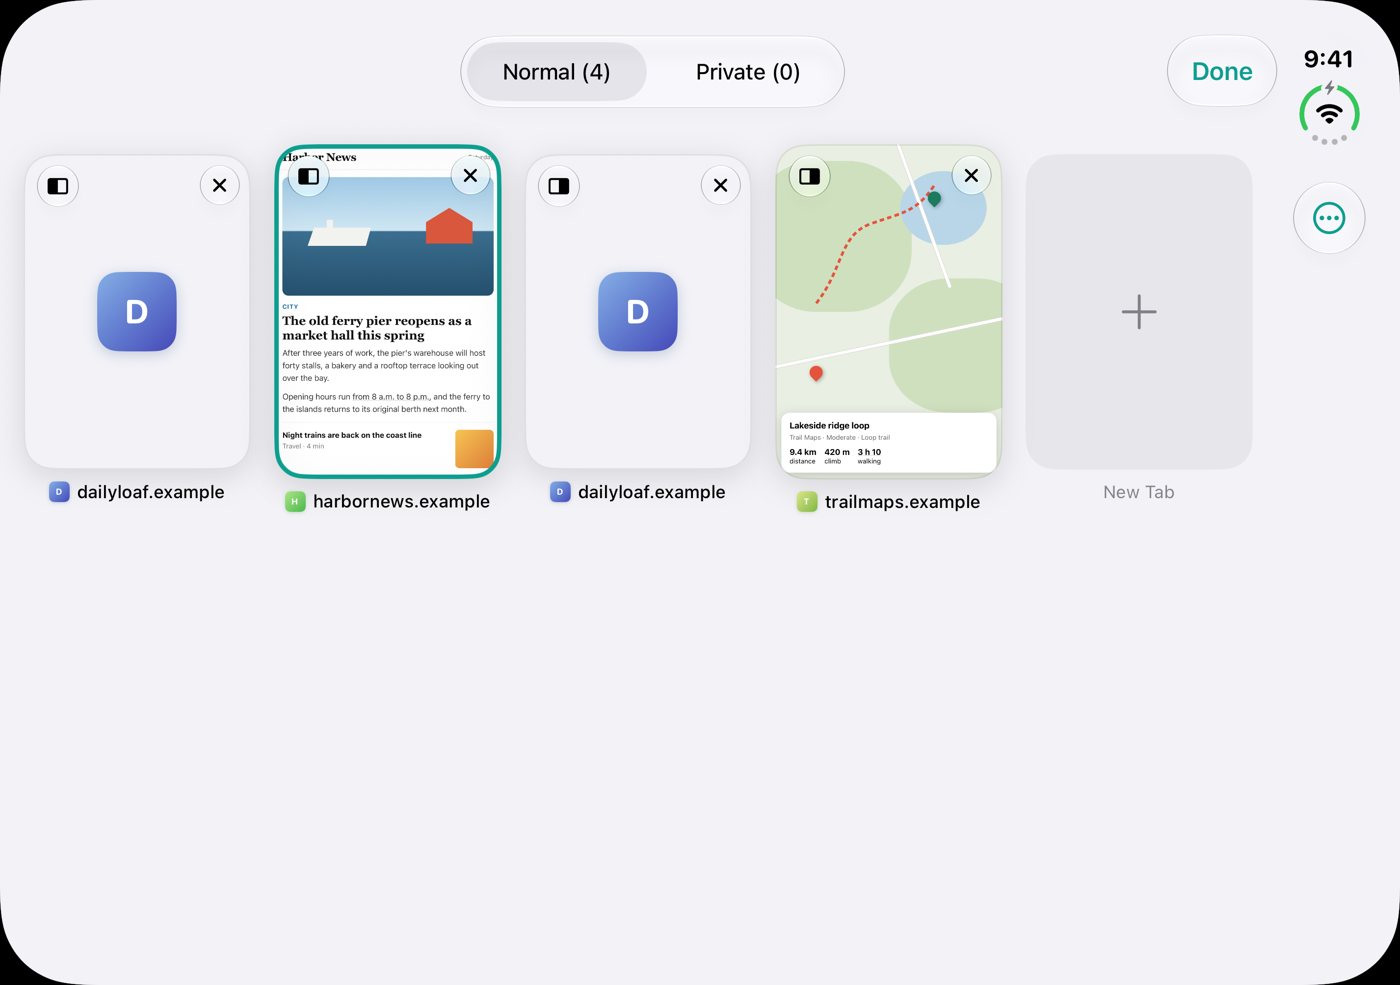 Normal (4)
Private (0)
Done
9:41
D
dailyloaf.example
Harbor News
CITY
The old ferry pier reopens as a
market hall this spring
After three years of work, the pier's warehouse will host
forty stalls, a bakery and a rooftop terrace looking out
over the bay.
Opening hours run from 8 a.m. to 8 p.m., and the ferry to
the islands returns to its original berth next month.
Night trains are back on the coast line
Travel · 4 min
H harbornews.example
D
D dailyloaf.example
Lakeside ridge loop
Trail Maps · Moderate · Loop trail
9.4 km 420 m 3 h 10
distance climb walking
T trailmaps.example
New Tab